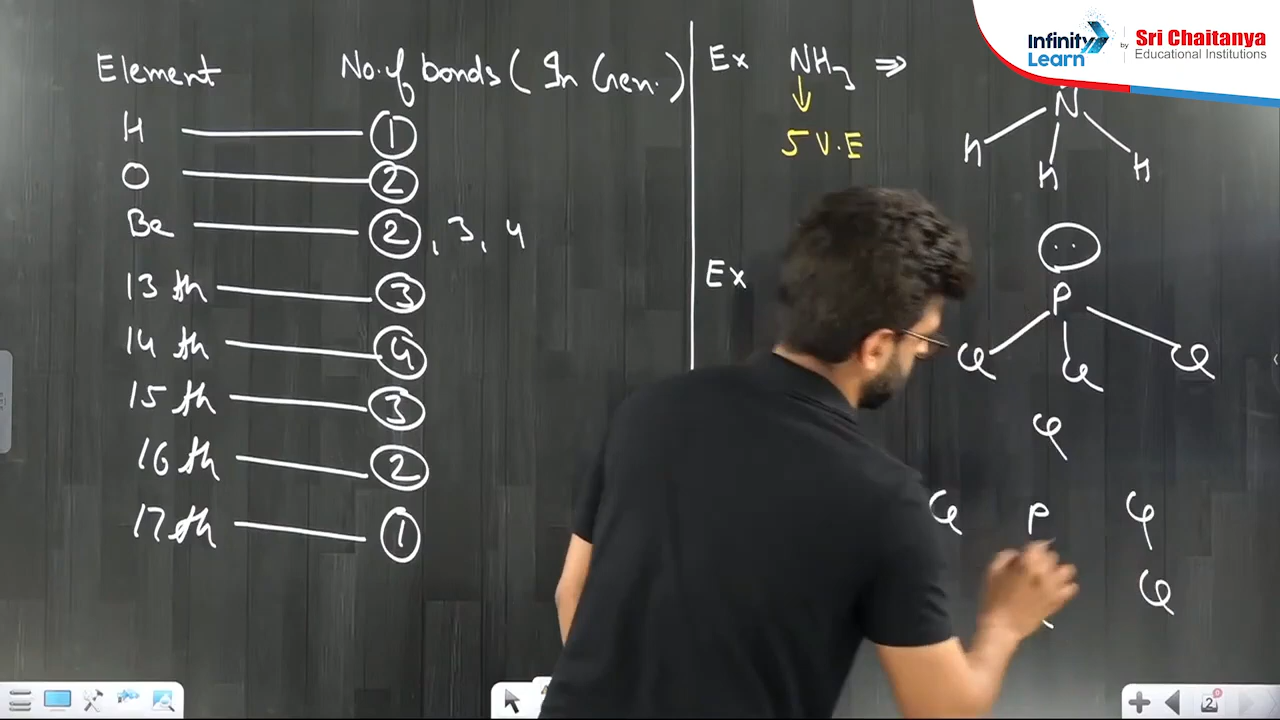 Infinity Learn by Sri Chaitanya Educational Institutions
Element No. of bonds (In Gen.)
H 1
O 2
Be 2, 3, 4
13 th 3
14 th 4
15 th 3
16 th 2
17 th 1
Ex NH3 ⇒
5 V.E
N
H H H
Ex
P
Cl Cl Cl
Cl
Cl P Cl
Cl
2